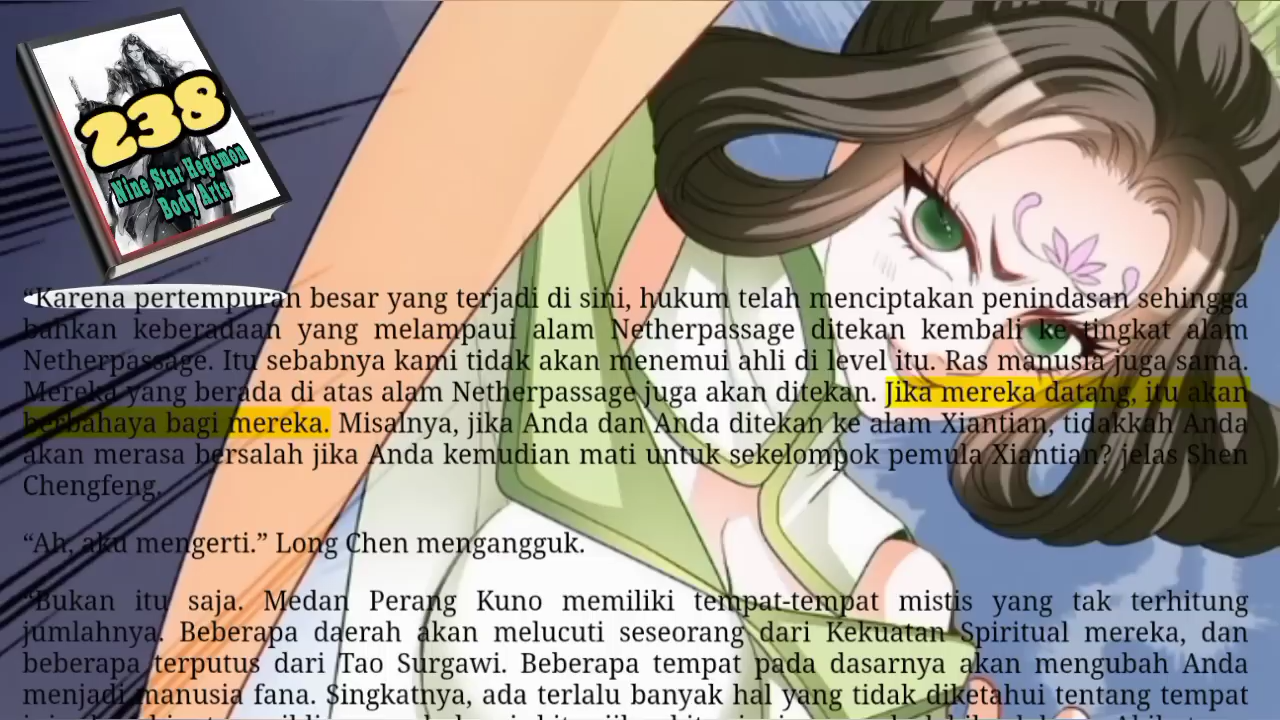 238
Nine Star Hegemon
Body Arts
“Karena pertempuran besar yang terjadi di sini, hukum telah menciptakan penindasan sehingga
bahkan keberadaan yang melampaui alam Netherpassage ditekan kembali ke tingkat alam
Netherpassage. Itu sebabnya kami tidak akan menemui ahli di level itu. Ras manusia juga sama.
Mereka yang berada di atas alam Netherpassage juga akan ditekan. Jika mereka datang, itu akan
berbahaya bagi mereka. Misalnya, jika Anda dan Anda ditekan ke alam Xiantian, tidakkah Anda
akan merasa bersalah jika Anda kemudian mati untuk sekelompok pemula Xiantian? jelas Shen
Chengfeng.
“Ah, aku mengerti.” Long Chen mengangguk.
“Bukan itu saja. Medan Perang Kuno memiliki tempat-tempat mistis yang tak terhitung
jumlahnya. Beberapa daerah akan melucuti seseorang dari Kekuatan Spiritual mereka, dan
beberapa terputus dari Tao Surgawi. Beberapa tempat pada dasarnya akan mengubah Anda
menjadi manusia fana. Singkatnya, ada terlalu banyak hal yang tidak diketahui tentang tempat